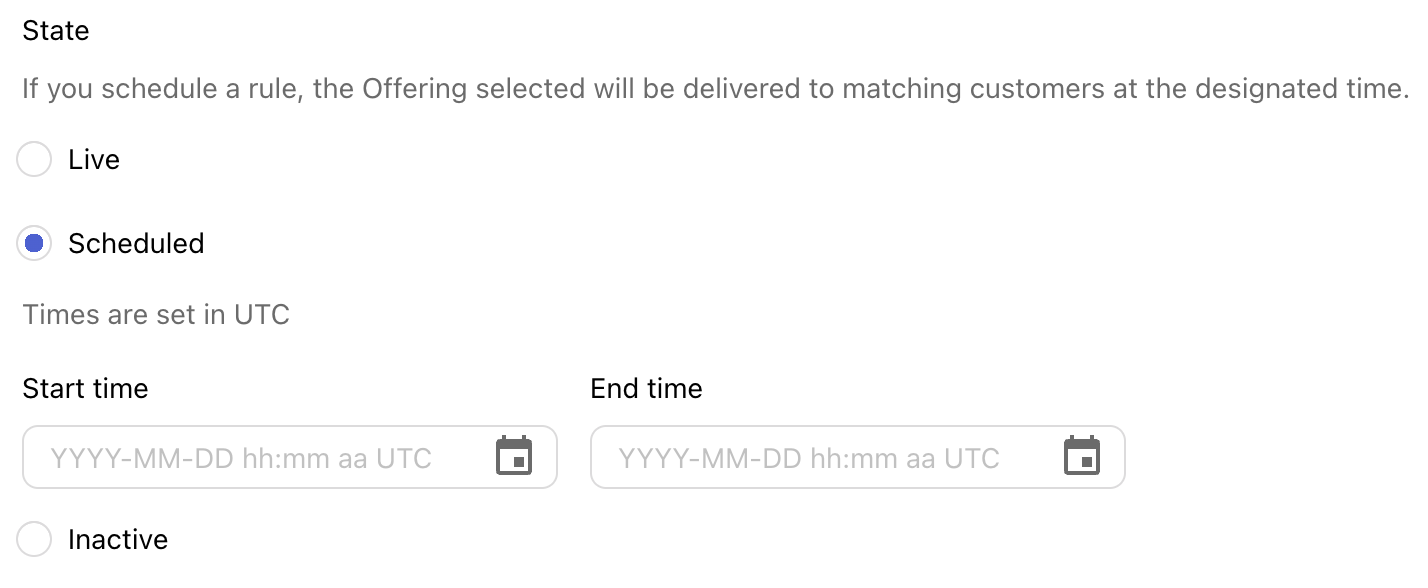 State
If you schedule a rule, the Offering selected will be delivered to matching customers at the designated time.
Live
Scheduled
Times are set in UTC
Start time
End time
YYYY-MM-DD hh:mm aa UTC
YYYY-MM-DD hh:mm aa UTC
Inactive